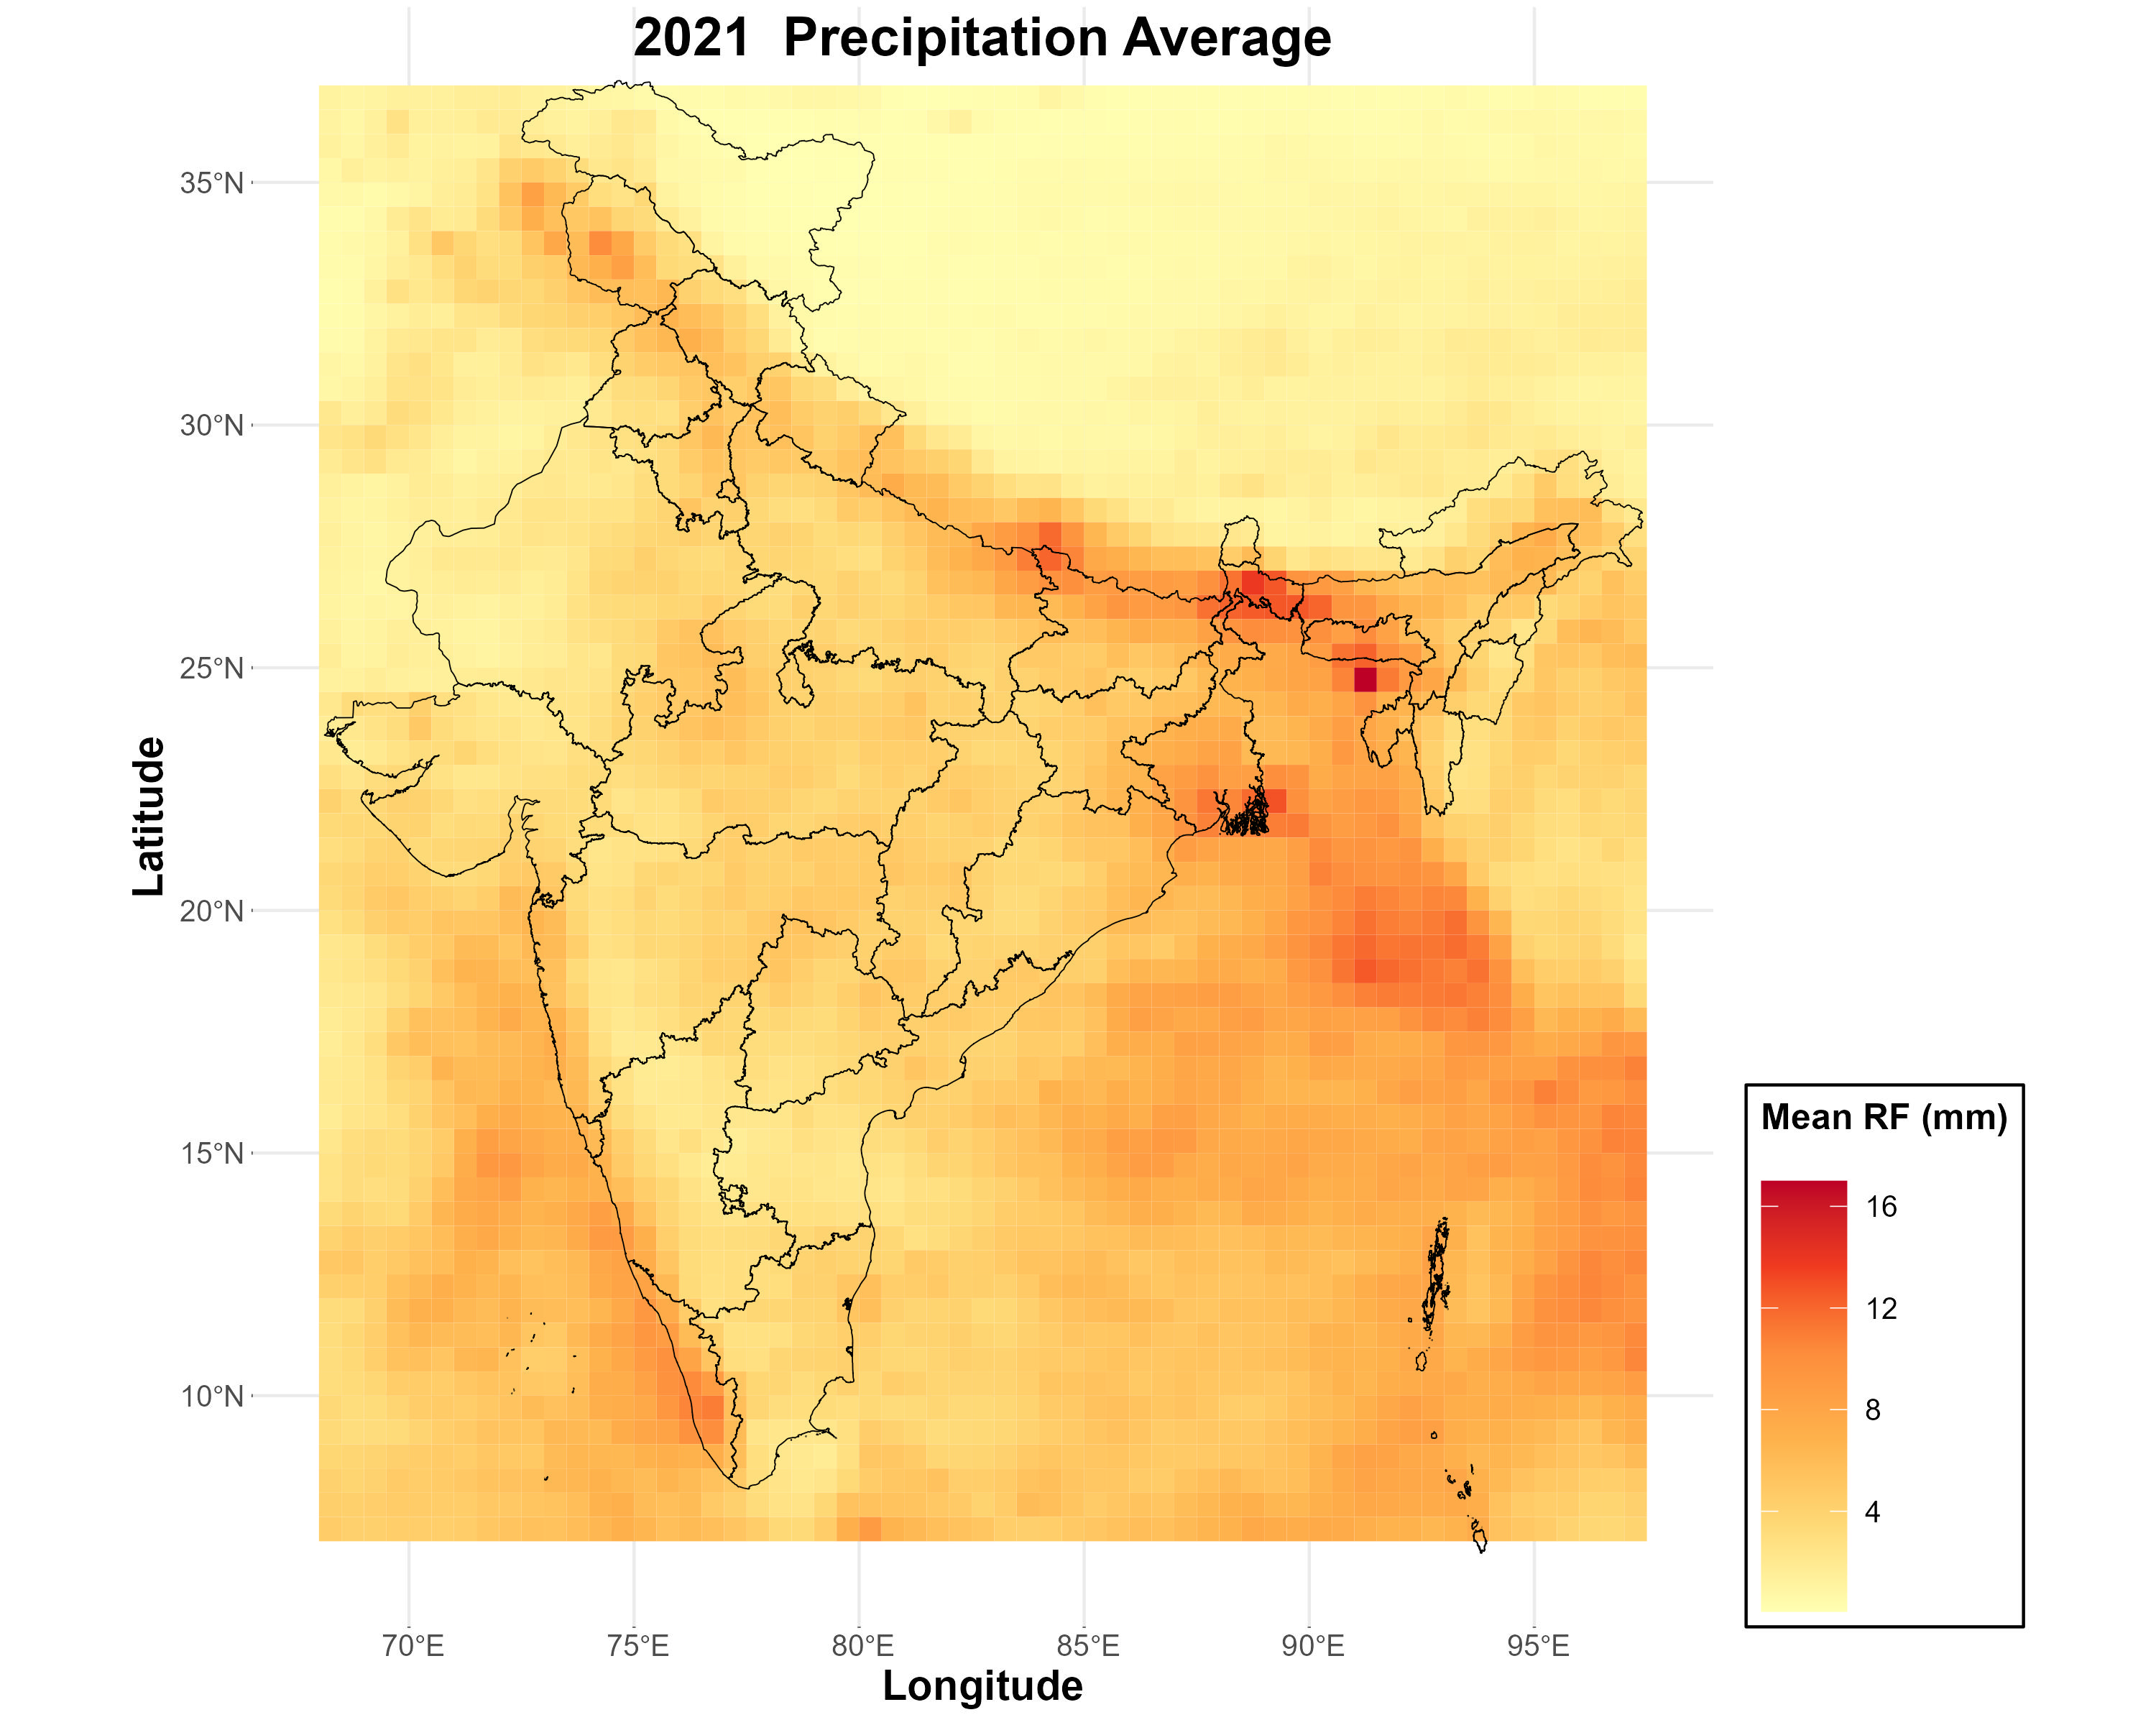 2021  Precipitation Average
35°N
30°N
25°N
20°N
15°N
10°N
Latitude
70°E 75°E 80°E 85°E 90°E 95°E
Longitude
Mean RF (mm)
16
12
8
4